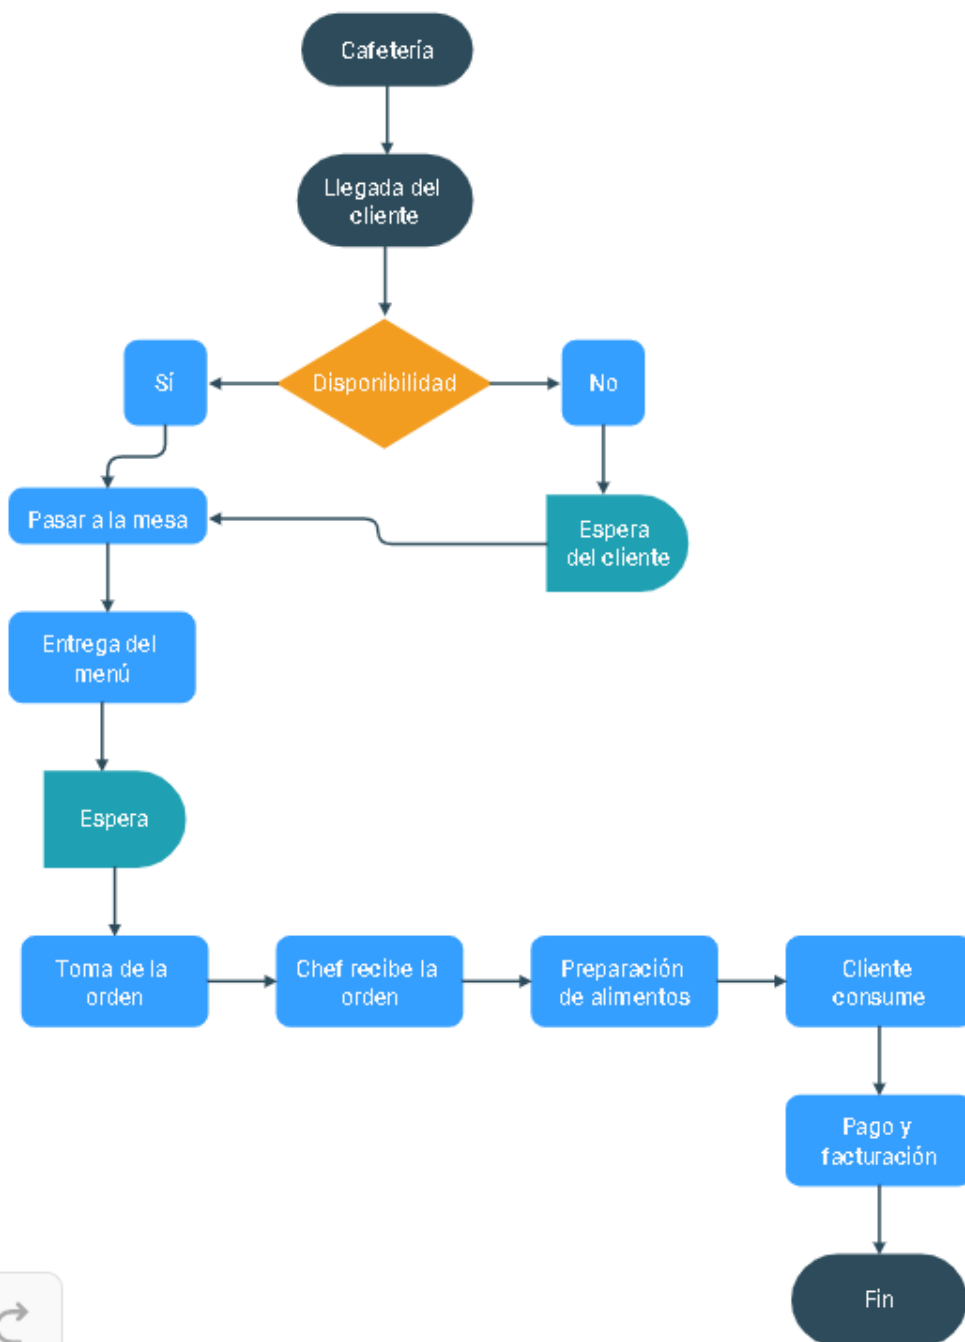 Cafetería
Llegada del
cliente
Disponibilidad
Sí
No
Pasar a la mesa
Espera
del cliente
Entrega del
menú
Espera
Toma de la
orden
Chef recibe la
orden
Preparación
de alimentos
Cliente
consume
Pago y
facturación
Fin